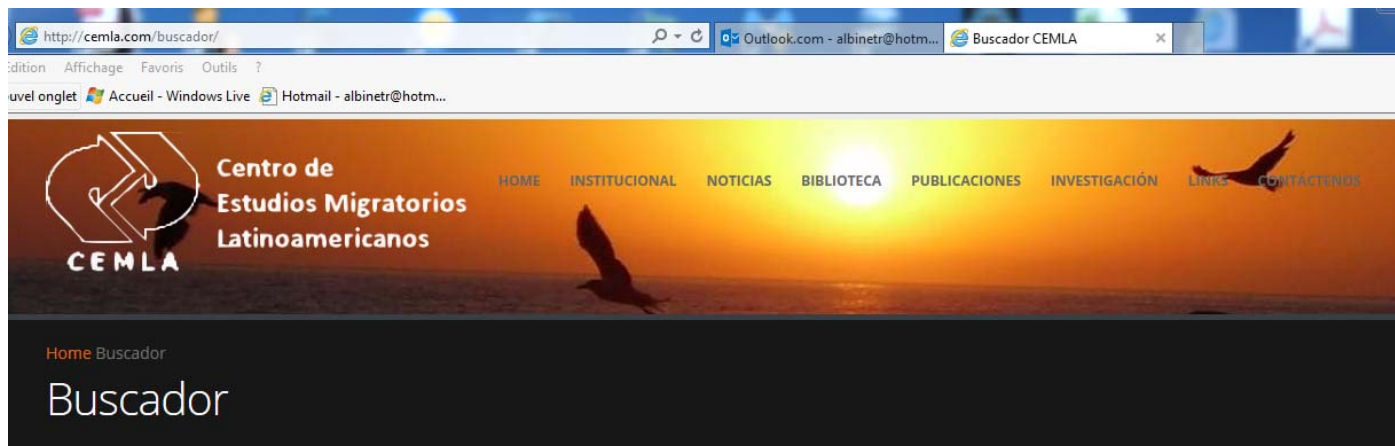 http://cemla.com/buscador/
Outlook.com - albinetr@hotm...
Buscador CEMLA
Edition Affichage Favoris Outils ?
Accueil - Windows Live Hotmail - albinetr@hotm...
onglet
Centro de
Estudios Migratorios
Latinoamericanos
CEMLA
HOME INSTITUCIONAL NOTICIAS BIBLIOTECA PUBLICACIONES INVESTIGACIÓN LINKS CONTÁCTENOS
Home Buscador
Buscador